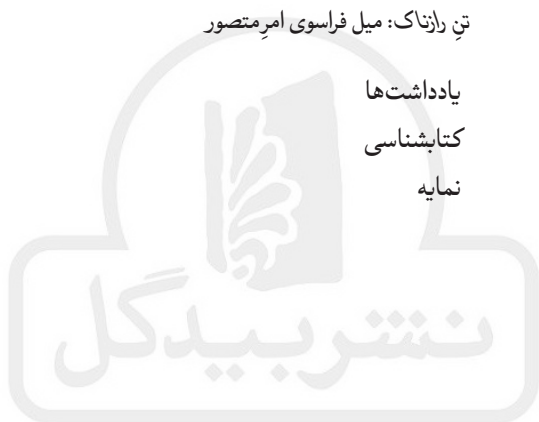 تنِ رازناک: میل فراسوی امرِ متصور
یادداشت‌ها
کتابشناسی
نمایه
نشر بیدگل